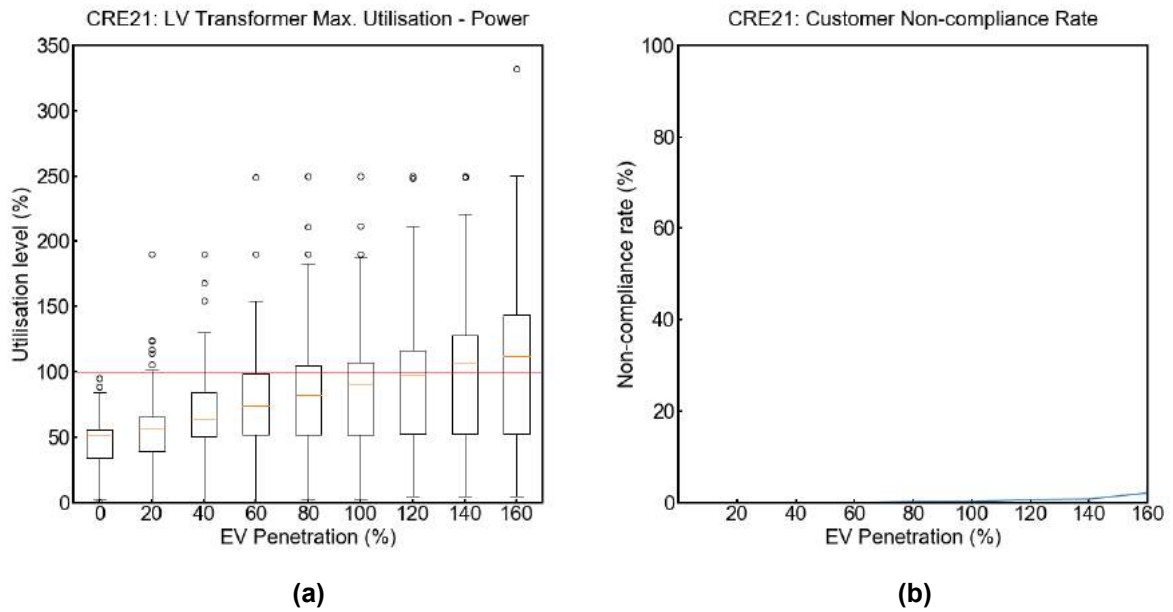 CRE21: LV Transformer Max. Utilisation - Power
350
300
250
200
150
100
50
0
Utilisation level (%)
0 20 40 60 80 100 120 140 160
EV Penetration (%)
(a)
CRE21: Customer Non-compliance Rate
100
80
60
40
20
0
Non-compliance rate (%)
20 40 60 80 100 120 140 160
EV Penetration (%)
(b)